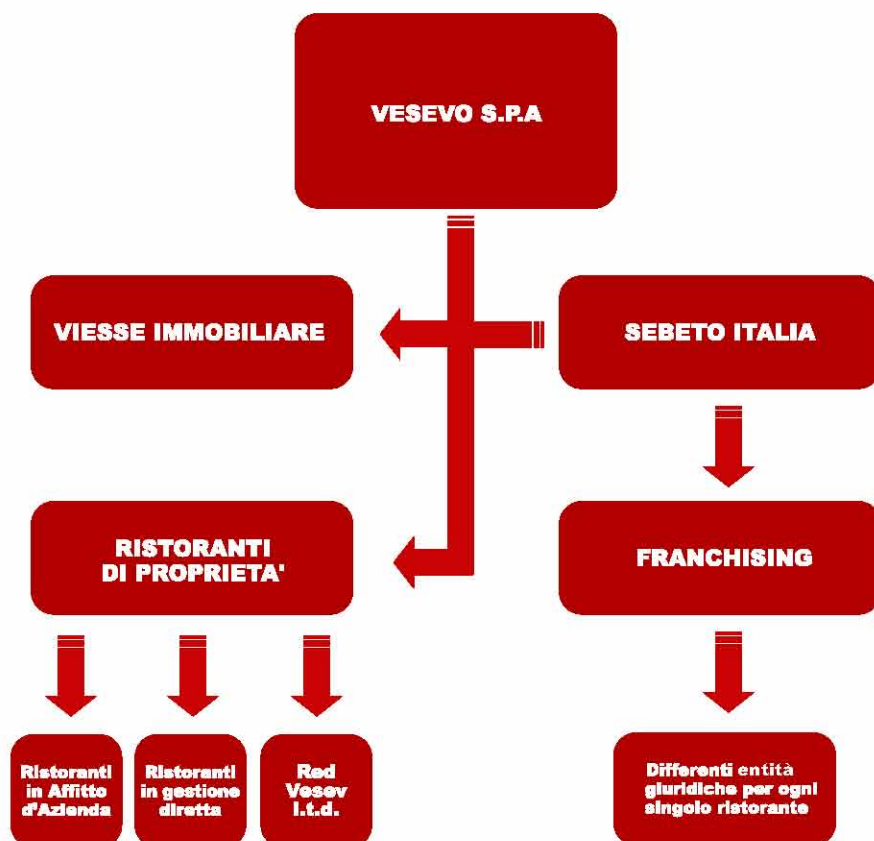 VESEVO S.P.A
VIESSE IMMOBILIARE
SEBETO ITALIA
RISTORANTI
DI PROPRIETA'
FRANCHISING
Ristoranti
in Affitto
d'Azienda
Ristoranti
in gestione
diretta
Red
Vesev
l.t.d.
Differenti entità
giuridiche per ogni
singolo ristorante